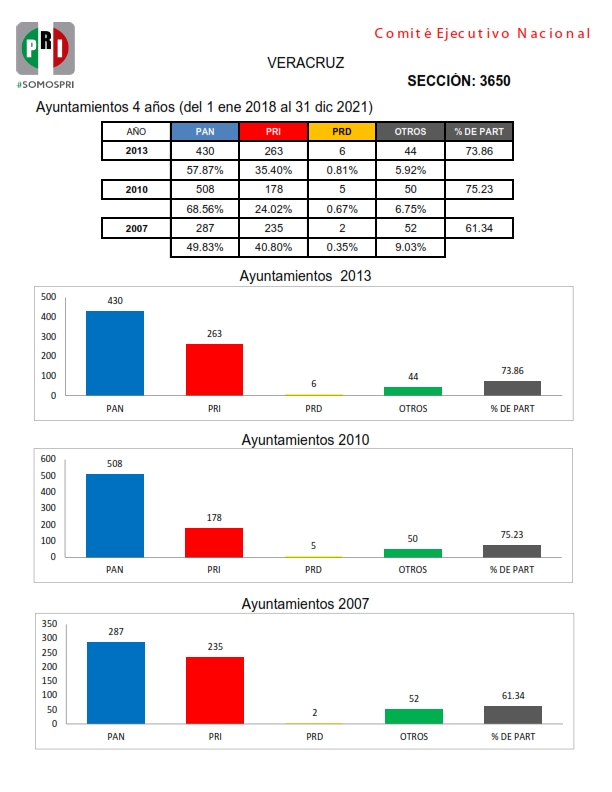 Comité Ejecutivo Nacional
PRI
#SOMOSPRI
VERACRUZ
SECCIÓN: 3650
Ayuntamientos 4 años (del 1 ene 2018 al 31 dic 2021)
AÑO PAN PRI PRD OTROS % DE PART
2013 430 263 6 44 73.86
57.87% 35.40% 0.81% 5.92%
2010 508 178 5 50 75.23
68.56% 24.02% 0.67% 6.75%
2007 287 235 2 52 61.34
49.83% 40.80% 0.35% 9.03%
Ayuntamientos 2013
500
400
300
200
100
0
430 263 6 44 73.86
PAN PRI PRD OTROS % DE PART
Ayuntamientos 2010
600
500
400
300
200
100
0
508 178 5 50 75.23
PAN PRI PRD OTROS % DE PART
Ayuntamientos 2007
350
300
250
200
150
100
50
0
287 235 2 52 61.34
PAN PRI PRD OTROS % DE PART